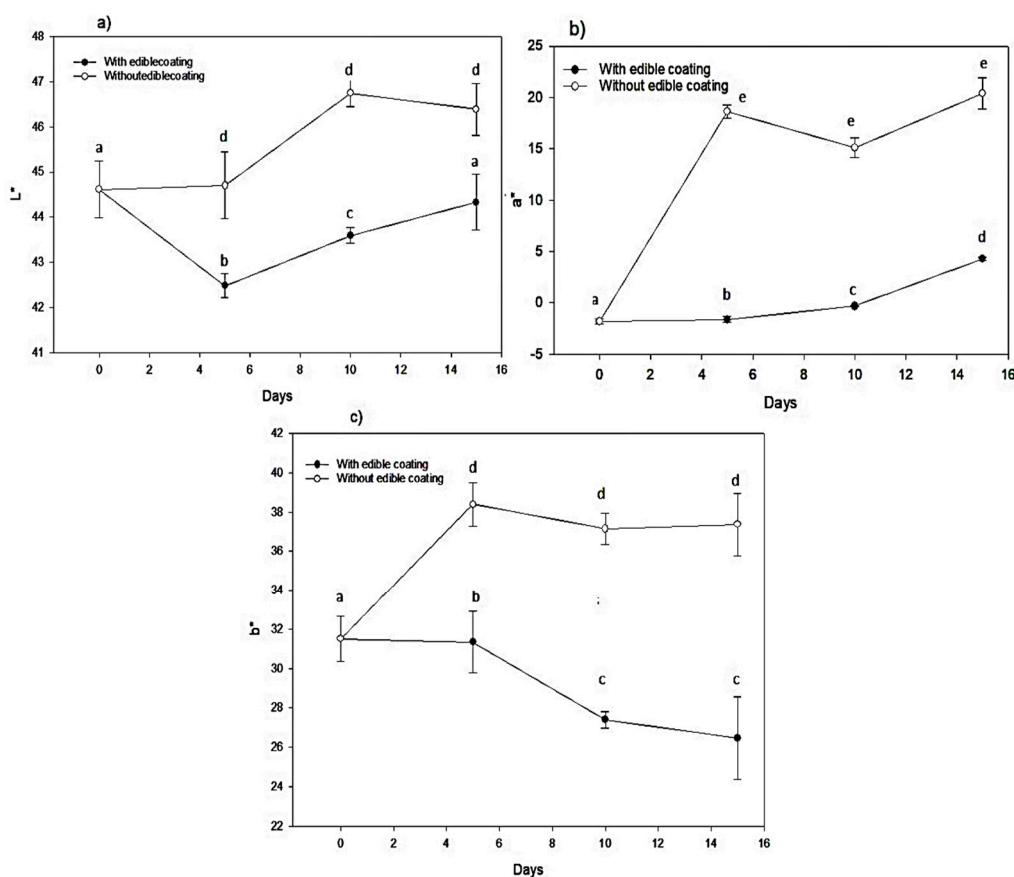 a)
48
With ediblecoating
Withoutediblecoating
47
46
45
44
43
42
41
L*
a
d
d
d
b
c
a
0 2 4 6 8 10 12 14 16
Days
b)
25
With edible coating
Without edible coating
20
15
10
5
0
-5
a*
a
e
e
e
b
c
d
0 2 4 6 8 10 12 14 16
Days
c)
42
With edible coating
Without edible coating
40
38
36
34
32
30
28
26
24
22
b*
a
d
d
d
b
c
c
;
0 2 4 6 8 10 12 14 16
Days